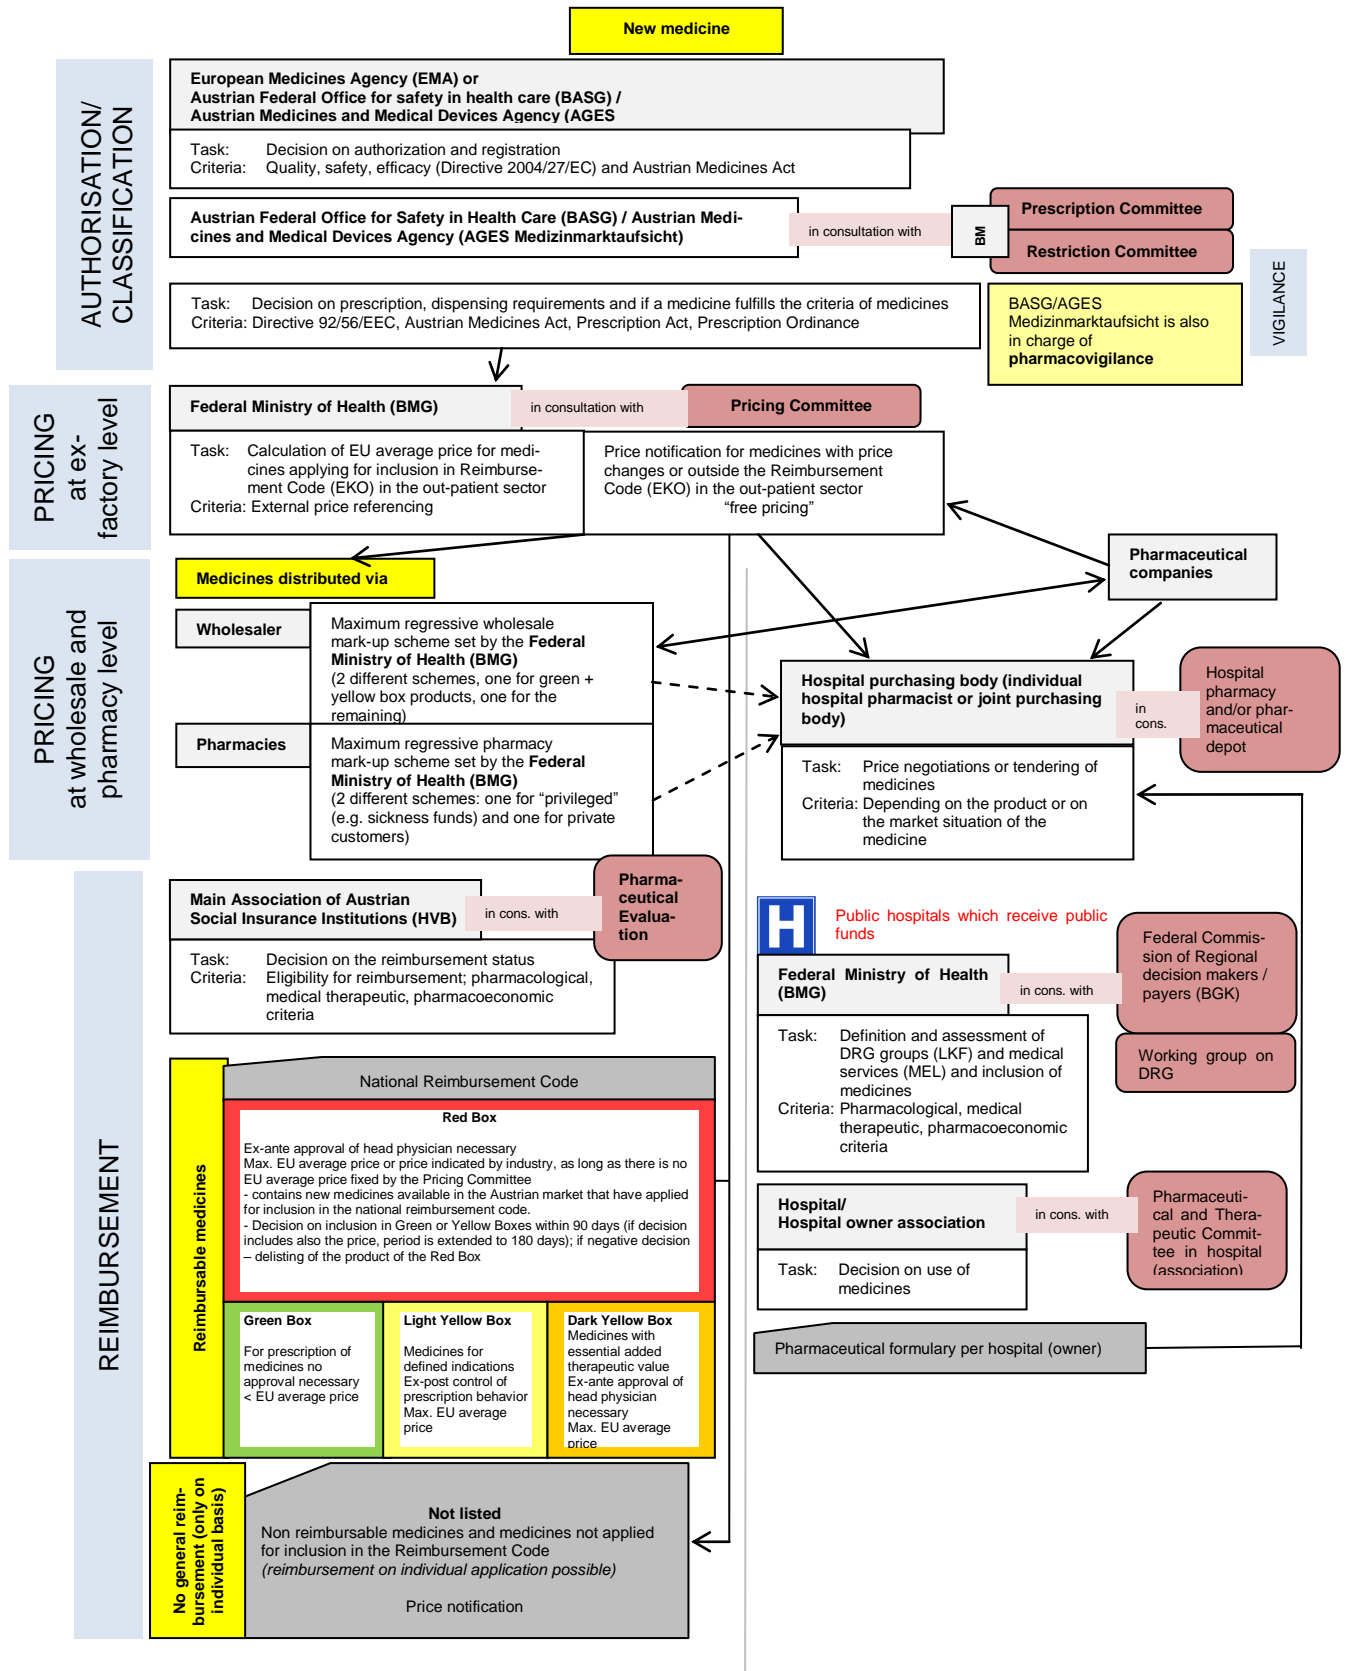 New medicine
AUTHORISATION/
CLASSIFICATION
European Medicines Agency (EMA) or
Austrian Federal Office for safety in health care (BASG) /
Austrian Medicines and Medical Devices Agency (AGES
Task: Decision on authorization and registration
Criteria: Quality, safety, efficacy (Directive 2004/27/EC) and Austrian Medicines Act
Austrian Federal Office for Safety in Health Care (BASG) / Austrian Medi-
cines and Medical Devices Agency (AGES Medizinmarktaufsicht)
in consultation with
BM
Prescription Committee
Restriction Committee
Task: Decision on prescription, dispensing requirements and if a medicine fulfills the criteria of medicines
Criteria: Directive 92/56/EEC, Austrian Medicines Act, Prescription Act, Prescription Ordinance
BASG/AGES
Medizinmarktaufsicht is also
in charge of
pharmacovigilance
VIGILANCE
PRICING
at ex-
factory level
Federal Ministry of Health (BMG)
in consultation with
Pricing Committee
Task: Calculation of EU average price for medi-
cines applying for inclusion in Reimburse-
ment Code (EKO) in the out-patient sector
Criteria: External price referencing
Price notification for medicines with price
changes or outside the Reimbursement
Code (EKO) in the out-patient sector
“free pricing”
Pharmaceutical
companies
PRICING
at wholesale and
pharmacy level
Medicines distributed via
Wholesaler
Maximum regressive wholesale
mark-up scheme set by the Federal
Ministry of Health (BMG)
(2 different schemes, one for green +
yellow box products, one for the
remaining)
Pharmacies
Maximum regressive pharmacy
mark-up scheme set by the Federal
Ministry of Health (BMG)
(2 different schemes: one for “privileged”
(e.g. sickness funds) and one for private
customers)
Hospital purchasing body (individual
hospital pharmacist or joint purchasing
body)
in
cons.
Hospital
pharmacy
and/or phar-
maceutical
depot
Task: Price negotiations or tendering of
medicines
Criteria: Depending on the product or on
the market situation of the
medicine
REIMBURSEMENT
Main Association of Austrian
Social Insurance Institutions (HVB)
in cons. with
Pharma-
ceutical
Evalua-
tion
Task: Decision on the reimbursement status
Criteria: Eligibility for reimbursement; pharmacological,
medical therapeutic, pharmacoeconomic
criteria
H
Public hospitals which receive public
funds
Federal Ministry of Health
(BMG)
in cons. with
Federal Commis-
sion of Regional
decision makers /
payers (BGK)
Working group on
DRG
Task: Definition and assessment of
DRG groups (LKF) and medical
services (MEL) and inclusion of
medicines
Criteria: Pharmacological, medical
therapeutic, pharmacoeconomic
criteria
Hospital/
Hospital owner association
in cons. with
Pharmaceuti-
cal and Thera-
peutic Commit-
tee in hospital
(association)
Task: Decision on use of
medicines
Pharmaceutical formulary per hospital (owner)
Reimbursable medicines
National Reimbursement Code
Red Box
Ex-ante approval of head physician necessary
Max. EU average price or price indicated by industry, as long as there is no
EU average price fixed by the Pricing Committee
- contains new medicines available in the Austrian market that have applied
for inclusion in the national reimbursement code.
- Decision on inclusion in Green or Yellow Boxes within 90 days (if decision
includes also the price, period is extended to 180 days); if negative decision
– delisting of the product of the Red Box
Green Box
For prescription of
medicines no
approval necessary
< EU average price
Light Yellow Box
Medicines for
defined indications
Ex-post control of
prescription behavior
Max. EU average
price
Dark Yellow Box
Medicines with
essential added
therapeutic value
Ex-ante approval of
head physician
necessary
Max. EU average
price
No general reim-
bursement (only on
individual basis)
Not listed
Non reimbursable medicines and medicines not applied
for inclusion in the Reimbursement Code
(reimbursement on individual application possible)
Price notification